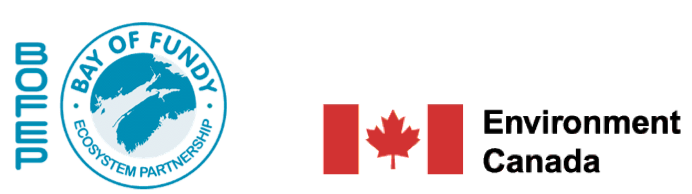 BOFEP
BAY OF FUNDY
ECOSYSTEM PARTNERSHIP
Environment
Canada